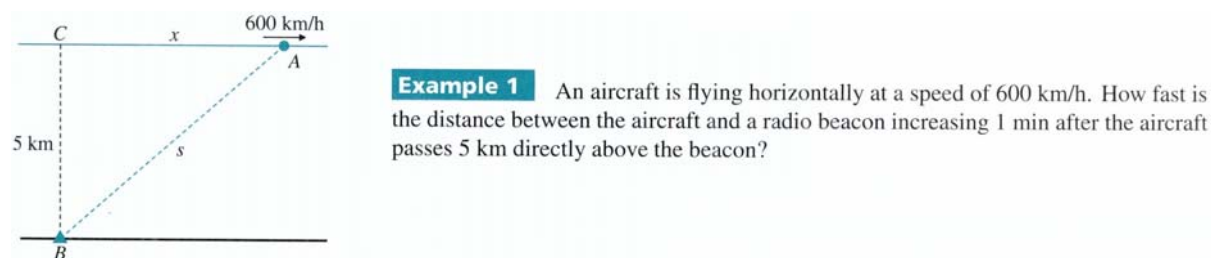 600 km/h
C
x
A
5 km
s
B
Example 1 An aircraft is flying horizontally at a speed of 600 km/h. How fast is
the distance between the aircraft and a radio beacon increasing 1 min after the aircraft
passes 5 km directly above the beacon?